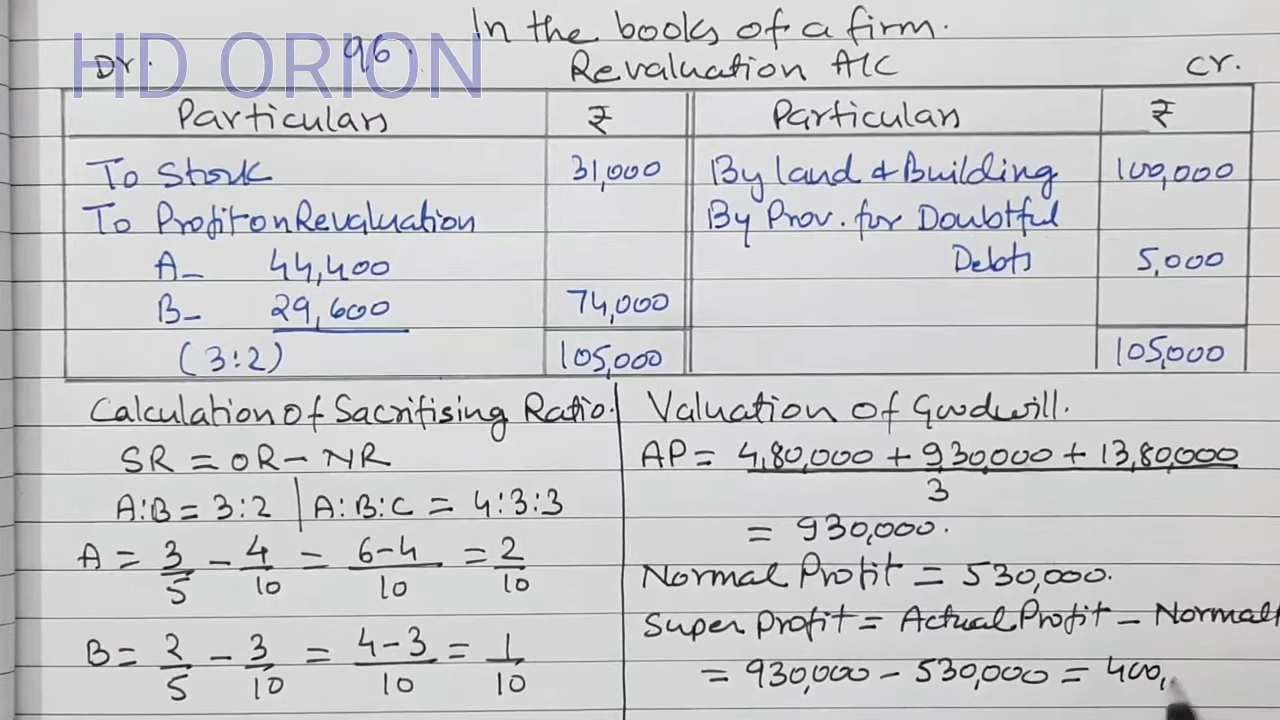 In the books of a firm.
HD ORION
Dr. 96. Revaluation A/C Cr.
Particulars ₹ Particulars ₹
To Stock 31,000 By land & Building 100,000
To Profit on Revaluation By Prov. for Doubtful
A- 44,400 Debts 5,000
B- 29,600 74,000
(3:2) 105,000 105,000
Calculation Of Sacrifising Ratio.
SR = OR - NR
A:B = 3:2 | A:B:C = 4:3:3
A = 3/5 - 4/10 = 6-4/10 = 2/10
B = 2/5 - 3/10 = 4-3/10 = 1/10
Valuation of Goodwill.
AP = 4,80,000 + 930,000 + 13,80,000
3
= 930,000.
Normal Profit = 530,000.
Super Profit = Actual Profit - Normal
= 930,000 - 530,000 = 400,